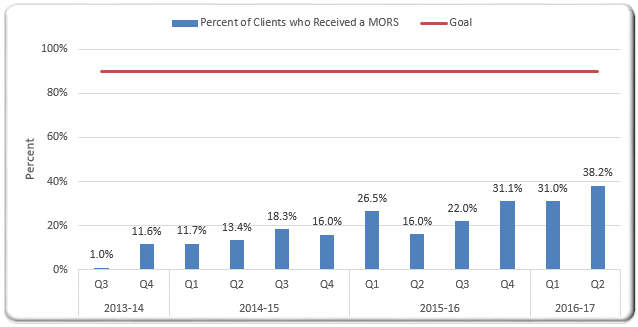 Percent of Clients who Received a MORS Goal
100%
80%
60%
40%
20%
0%
Percent
1.0% 11.6% 11.7% 13.4% 18.3% 16.0% 26.5% 16.0% 22.0% 31.1% 31.0% 38.2%
Q3 Q4 Q1 Q2 Q3 Q4 Q1 Q2 Q3 Q4 Q1 Q2
2013-14 2014-15 2015-16 2016-17